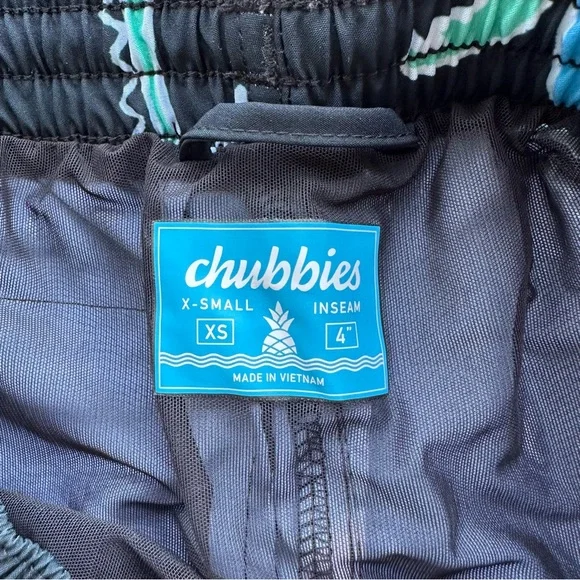 chubbies
X-SMALL INSEAM
XS 4"
MADE IN VIETNAM